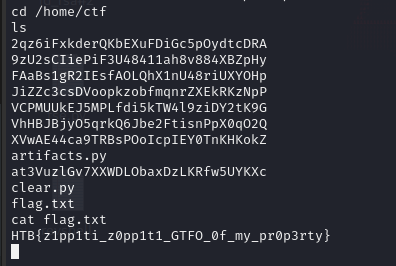 cd /home/ctf
ls
2qz6iFxkderQKbEXuFDiGc5pOydtcDRA
9zU2sCIiePiF3U48411ah8v884XBZpHy
FAaBs1gR2IEsfAOLQhX1nU48riUXYOHp
JiZZc3csDVoopkzobfmqnrZXEkRKzNpP
VCPMUUkEJ5MPLfdi5kTW4l9ziDY2tK9G
VhHBJBjyO5qrkQ6Jbe2FtisnPpX0qO2Q
XVwAE44ca9TRBsPOoIcpIEY0TnKHKokZ
artifacts.py
at3VuzlGv7XXWDLObaxDzLKRfw5UYKXc
clear.py
flag.txt
cat flag.txt
HTB{z1pp1ti_z0pp1t1_GTFO_0f_my_pr0p3rty}